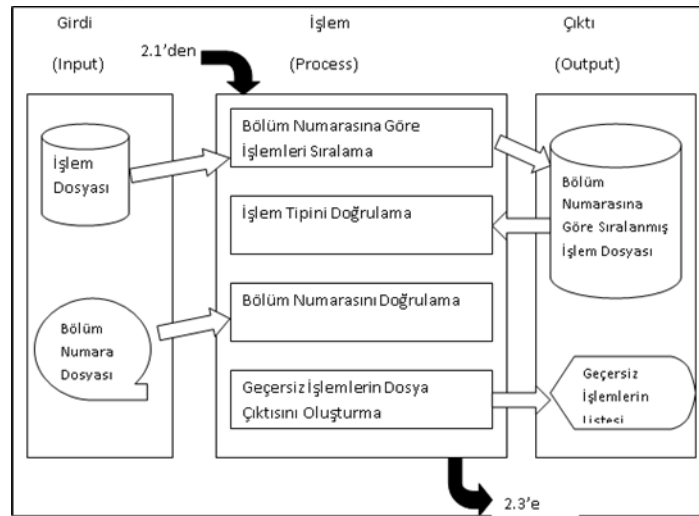 Girdi
İşlem
Çıktı
(Input)
2.1’den
(Process)
(Output)
İşlem
Dosyası
Bölüm Numarasına Göre
İşlemleri Sıralama
Bölüm
Numarasına
Göre Sıralanmış
İşlem Dosyası
İşlem Tipini Doğrulama
Bölüm
Numara
Dosyası
Bölüm Numarasını Doğrulama
Geçersiz İşlemlerin Dosya
Çıktısını Oluşturma
Geçersiz
İşlemlerin
Listesi
2.3’e